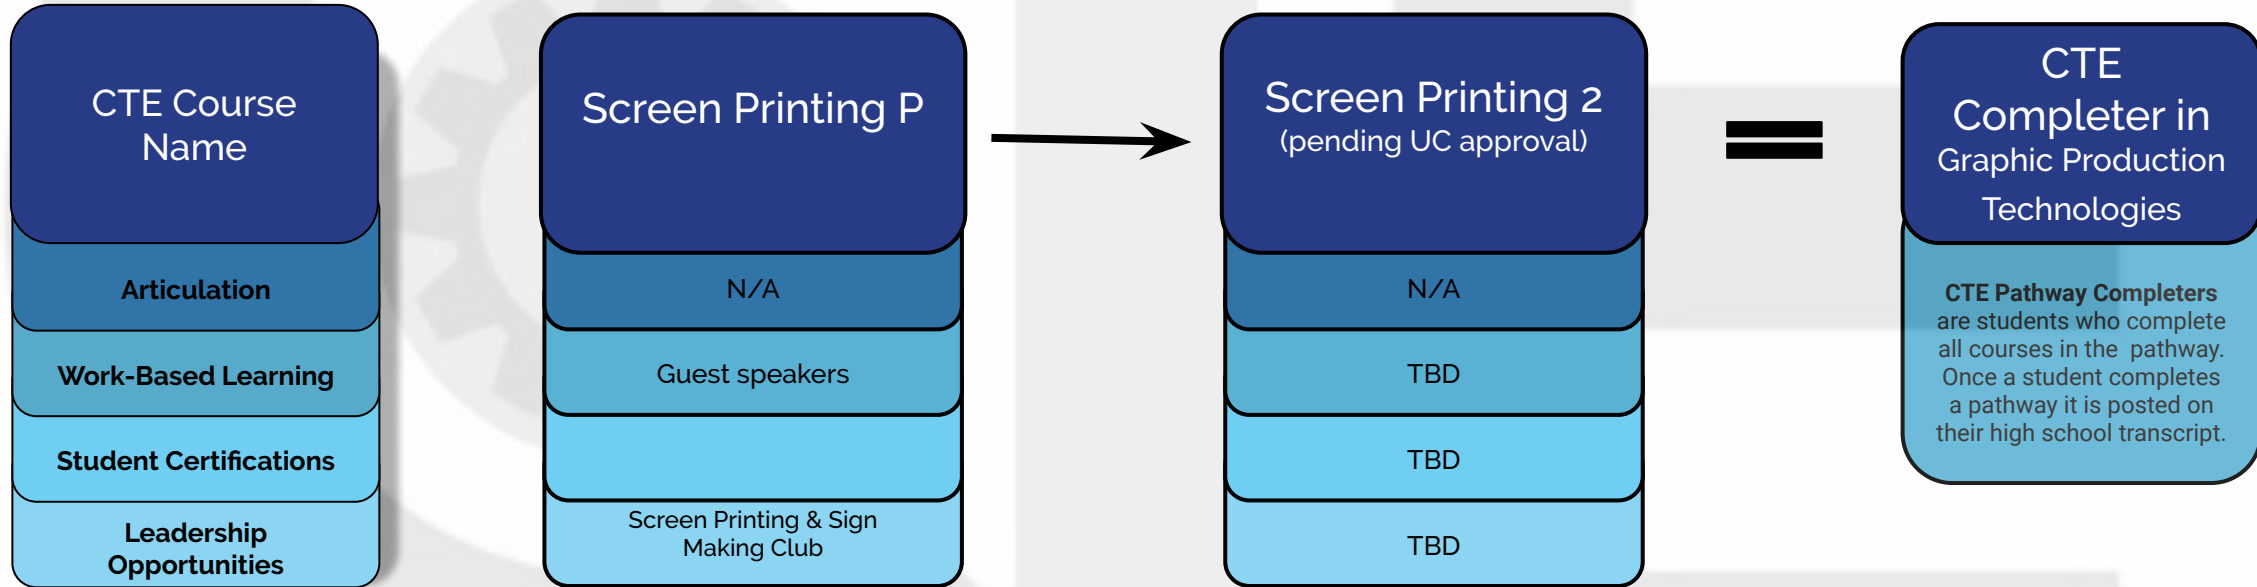 CTE Course
Name
Articulation
Work-Based Learning
Student Certifications
Leadership
Opportunities
Screen Printing P
N/A
Guest speakers
Screen Printing & Sign
Making Club
Screen Printing 2
(pending UC approval)
N/A
TBD
TBD
TBD
CTE
Completer in
Graphic Production
Technologies
CTE Pathway Completers
are students who complete
all courses in the pathway.
Once a student completes
a pathway it is posted on
their high school transcript.